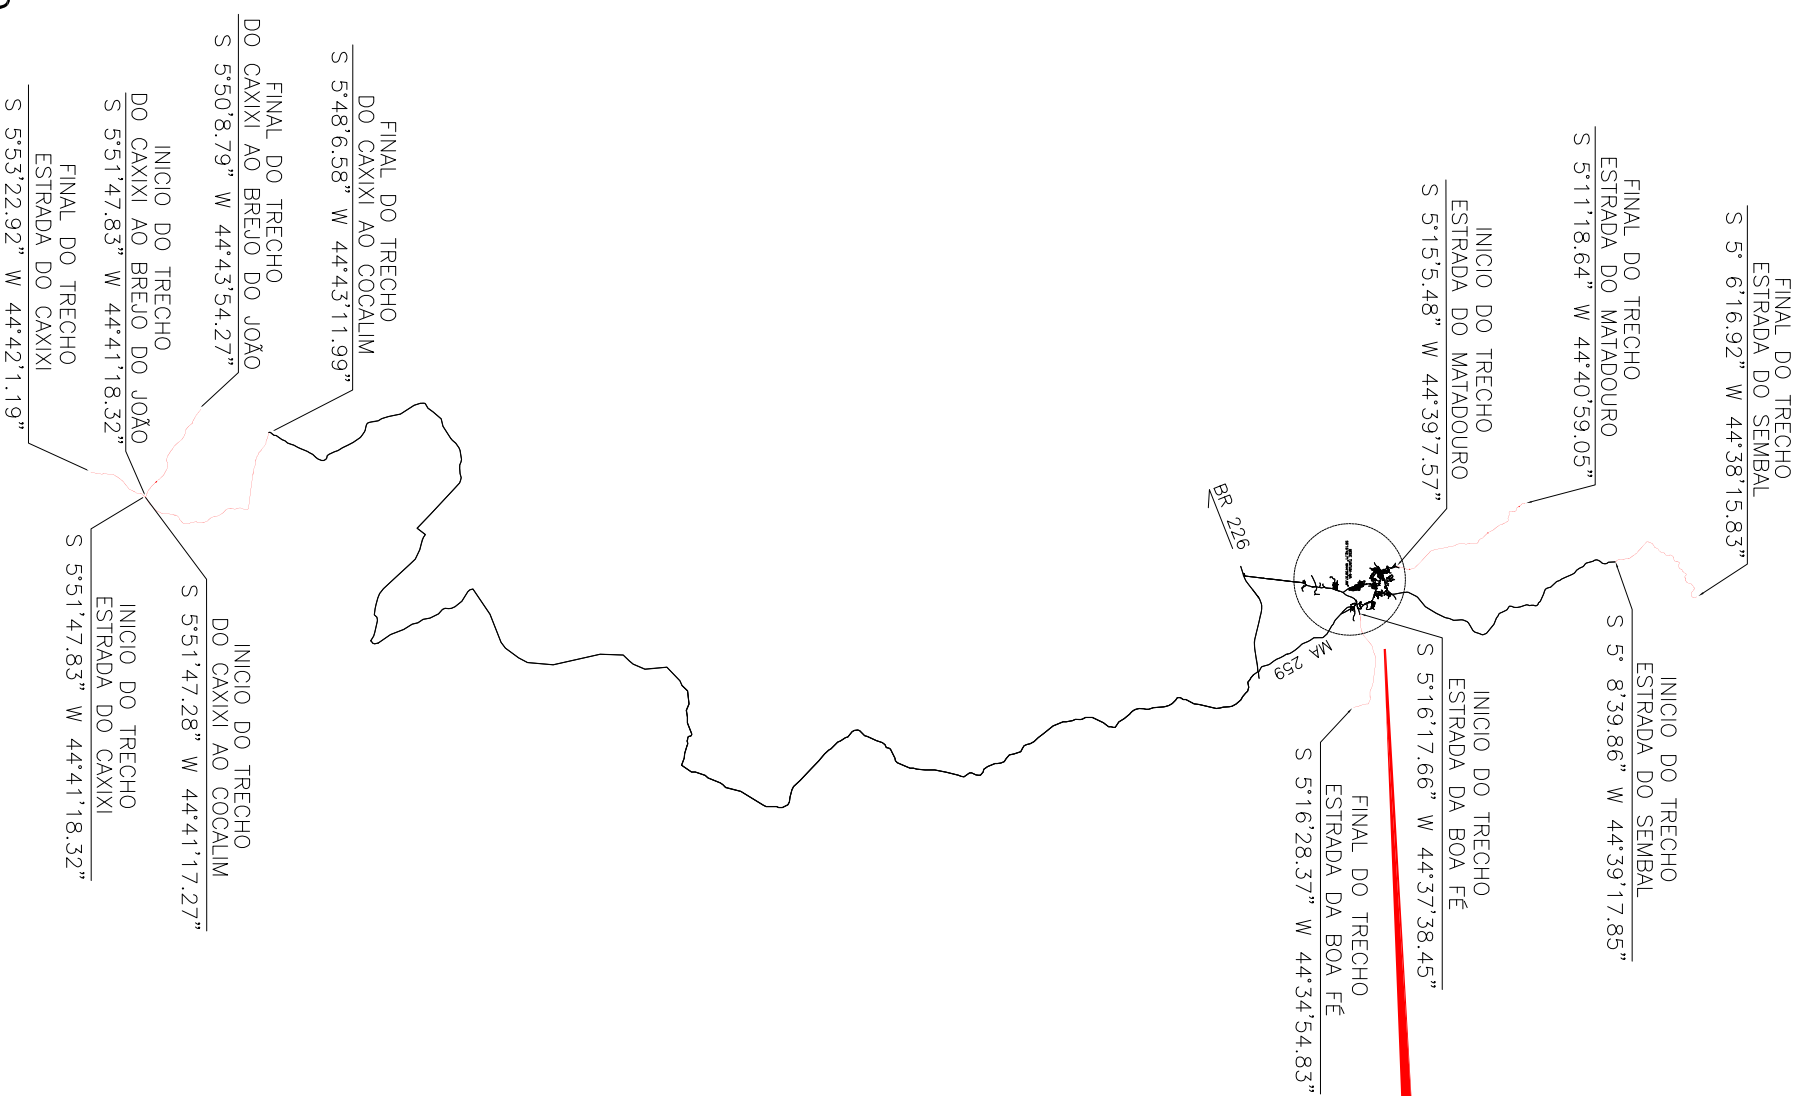 FINAL DO TRECHO
ESTRADA DO SEMBAL
S 5° 6'16.92" W 44°38'15.83"
INICIO DO TRECHO
ESTRADA DO SEMBAL
S 5° 8'39.86" W 44°39'17.85"
FINAL DO TRECHO
ESTRADA DO MATADOURO
S 5°11'18.64" W 44°40'59.05"
INICIO DO TRECHO
ESTRADA DO MATADOURO
S 5°15'5.48" W 44°39'7.57"
INICIO DO TRECHO
ESTRADA DA BOA FÉ
S 5°16'17.66" W 44°37'38.45"
FINAL DO TRECHO
ESTRADA DA BOA FÉ
S 5°16'28.37" W 44°34'54.83"
BR 226
MA 259
FINAL DO TRECHO
DO CAXIXI AO COCALIM
S 5°48'6.58" W 44°43'11.99"
FINAL DO TRECHO
DO CAXIXI AO BREJO DO JOÃO
S 5°50'8.79" W 44°43'54.27"
INICIO DO TRECHO
DO CAXIXI AO COCALIM
S 5°51'47.28" W 44°41'17.27"
INICIO DO TRECHO
DO CAXIXI AO BREJO DO JOÃO
S 5°51'47.83" W 44°41'18.32"
INICIO DO TRECHO
ESTRADA DO CAXIXI
S 5°51'47.83" W 44°41'18.32"
FINAL DO TRECHO
ESTRADA DO CAXIXI
S 5°53'22.92" W 44°42'1.19"